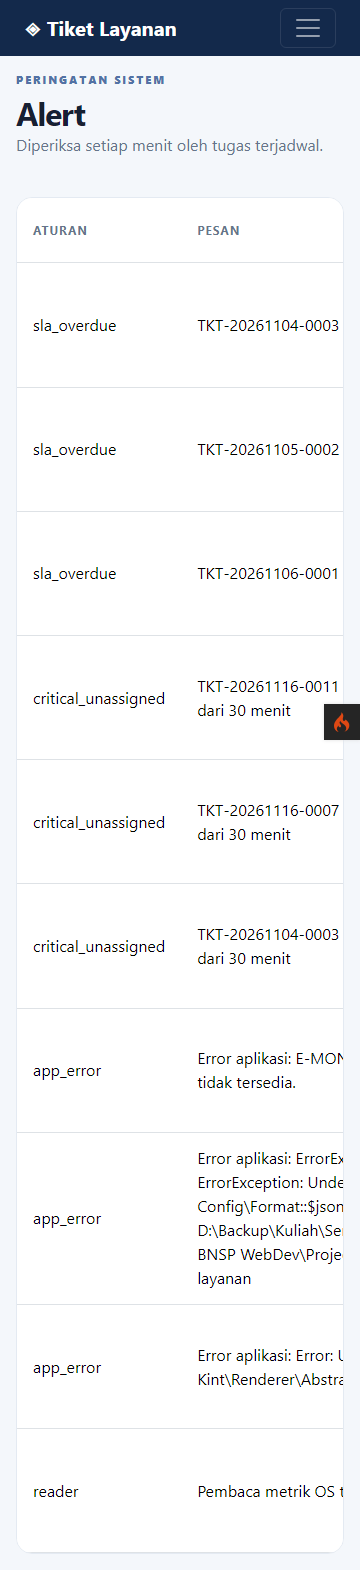 Tiket Layanan
PERINGATAN SISTEM
Alert
Diperiksa setiap menit oleh tugas terjadwal.
ATURAN PESAN
sla_overdue TKT-20261104-0003
sla_overdue TKT-20261105-0002
sla_overdue TKT-20261106-0001
critical_unassigned TKT-20261116-0011
dari 30 menit
critical_unassigned TKT-20261116-0007
dari 30 menit
critical_unassigned TKT-20261104-0003
dari 30 menit
app_error Error aplikasi: E-MON
tidak tersedia.
app_error Error aplikasi: ErrorEx
ErrorException: Unde
Config\Format::$json
D:\Backup\Kuliah\Ser
BNSP WebDev\Proje
layanan
app_error Error aplikasi: Error: U
Kint\Renderer\Abstra
reader Pembaca metrik OS t